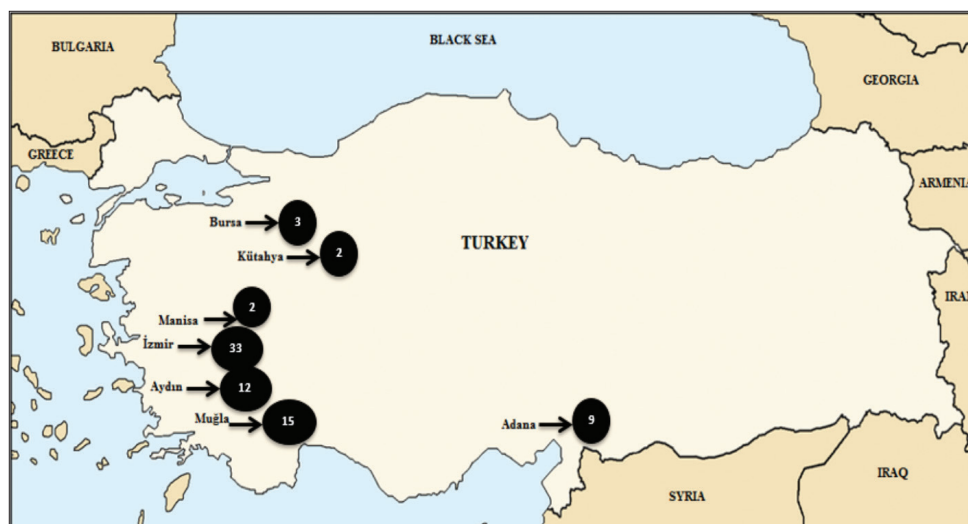 BLACK SEA
BULGARIA
GEORGIA
GREECE
ARMENIA
Bursa
3
TURKEY
Kütahya
2
IRAN
2
Manisa
İzmir
33
Aydın
12
Muğla
15
Adana
9
IRAQ
SYRIA